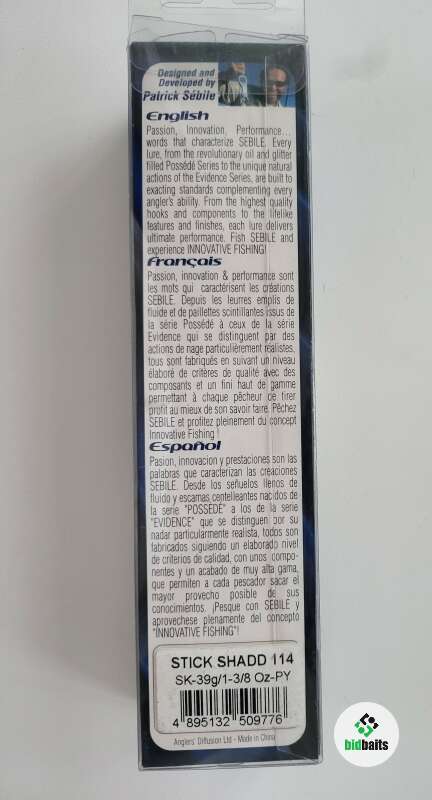 Designed and
Developed by
Patrick Sébile
English
Passion, Innovation, Performance...
words that characterize SEBILE. Every
lure, from the revolutionary oil and glitter
filled Possédé Series to the unique natural
actions of the Evidence Series, are built to
exacting standards complementing every
angler's ability. From the highest quality
hooks and components to the lifelike
features and finishes, each lure delivers
ultimate performance. Fish SEBILE and
experience INNOVATIVE FISHING!
Français
Passion, innovation & performance sont
les mots qui caractérisent les créations
SEBILE. Depuis les leurres emplis de
fluide et de paillettes scintillantes issus de
la série Possédé à ceux de la série
Evidence qui se distinguent par des
actions de nage particulièrement réalistes,
tous sont fabriqués en suivant un niveau
élaboré de critères de qualité avec des
composants et un fini haut de gamme
permettant à chaque pêcheur de tirer
profit au mieux de son savoir faire. Pêchez
SEBILE et profitez pleinement du concept
Innovative Fishing !
Español
Pasion, innovacion y prestaciones son las
palabras que caracterizan las creaciones
SEBILE. Desde los señuelos llenos de
fluido y escamas centelleantes nacidos de
la serie "POSSÉDÉ" a los de la serie
"EVIDENCE" que se distinguen por su
nadar particularmente realista, todos son
fabricados siguiendo un elaborado nivel
de criterios de calidad, con unos compo-
nentes y un acabado de muy alta gama,
que permiten a cada pescador sacar el
mayor provecho posible de sus
conocimientos. ¡Pesque con SEBILE y
aprovechese plenamente del concepto
"INNOVATIVE FISHING"!
STICK SHADD 114
SK-39g/1-3/8 Oz-PY
4 895132 509776
Anglers' Diffusion Ltd - Made in China
bidbaits